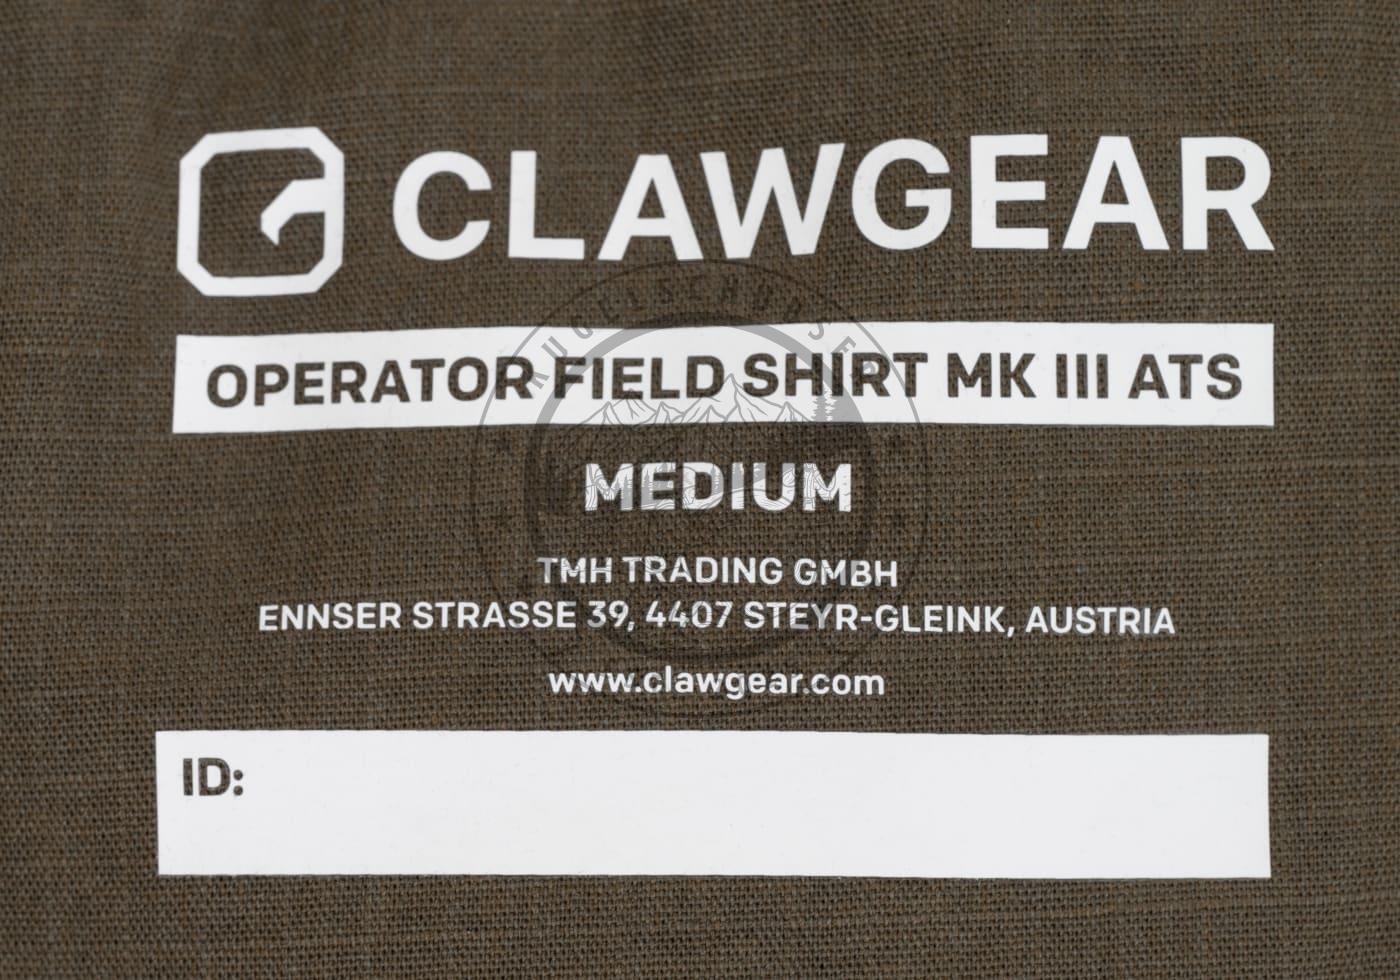 CLAWGEAR
OPERATOR FIELD SHIRT MK III ATS
MEDIUM
TMH TRADING GMBH
ENNSER STRASSE 39, 4407 STEYR-GLEINK, AUSTRIA
www.clawgear.com
ID: